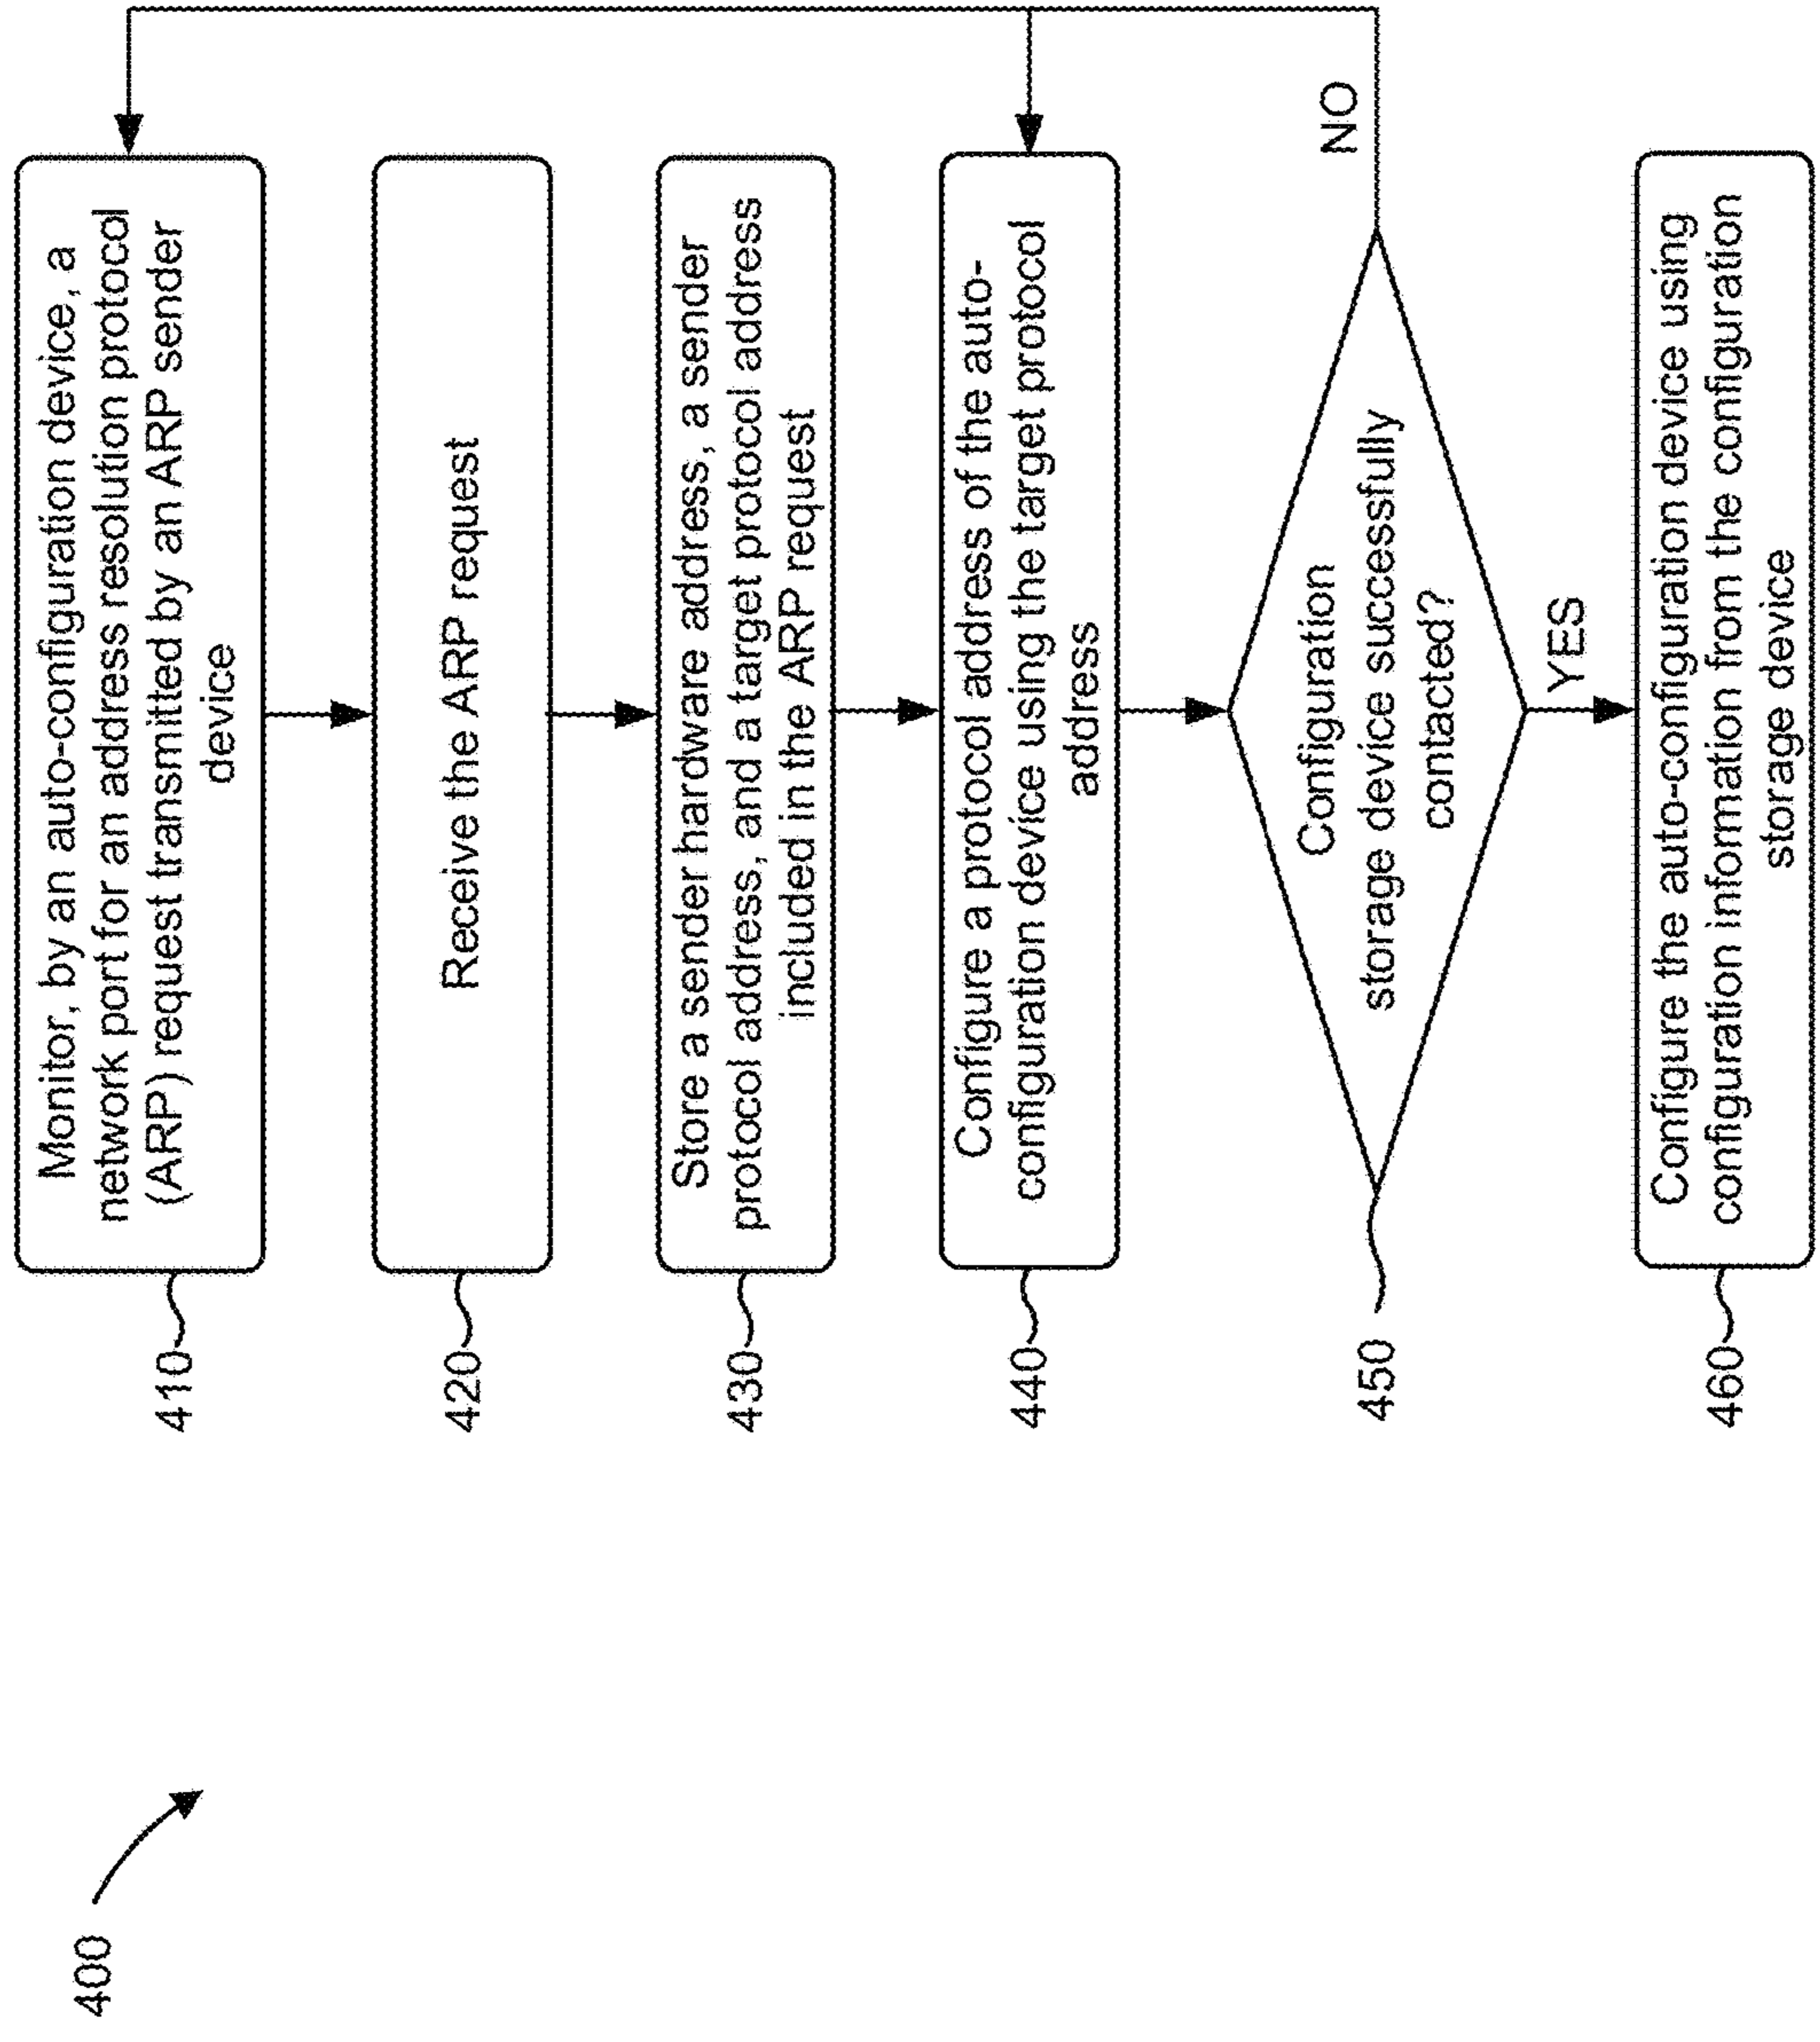 400
410
Monitor, by an auto-configuration device, a
network port for an address resolution protocol
(ARP) request transmitted by an ARP sender
device
420
Receive the ARP request
430
Store a sender hardware address, a sender
protocol address, and a target protocol address
included in the ARP request
440
Configure a protocol address of the auto-
configuration device using the target protocol
address
450
Configuration
storage device successfully
contacted?
NO
YES
460
Configure the auto-configuration device using
configuration information from the configuration
storage device